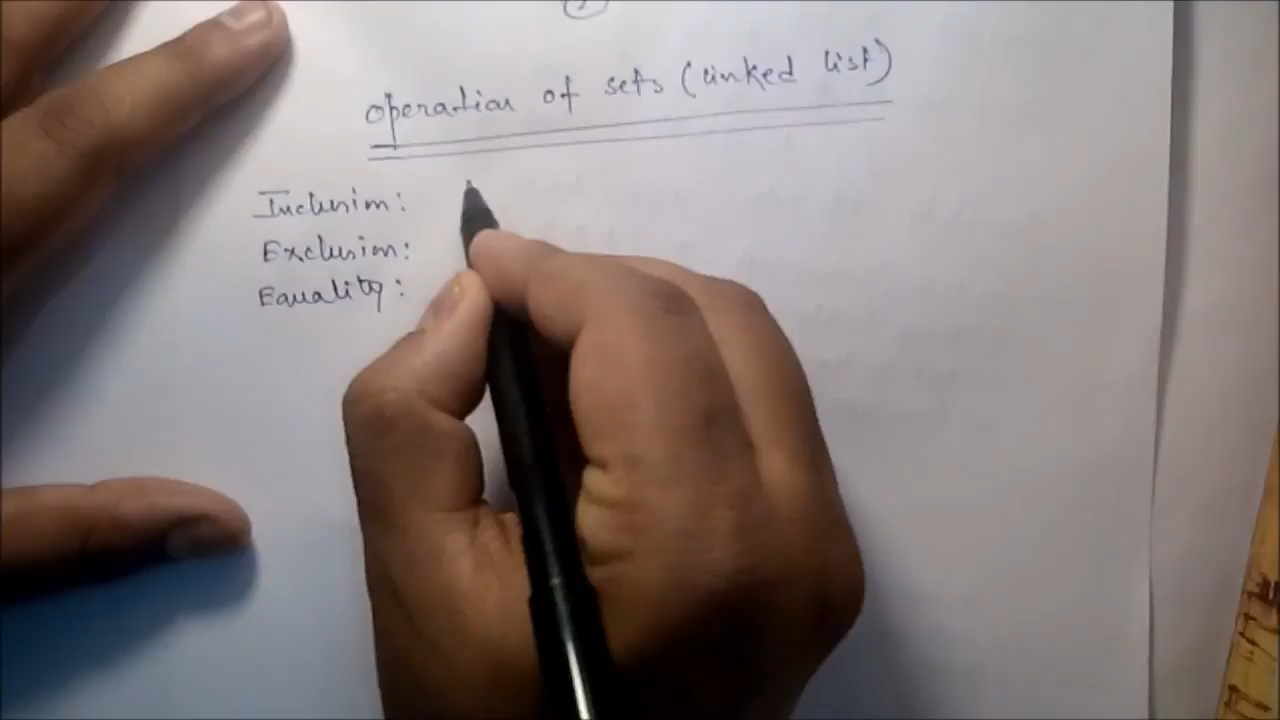 operation of sets (linked list)
Inclusion:
Exclusion:
Equality: